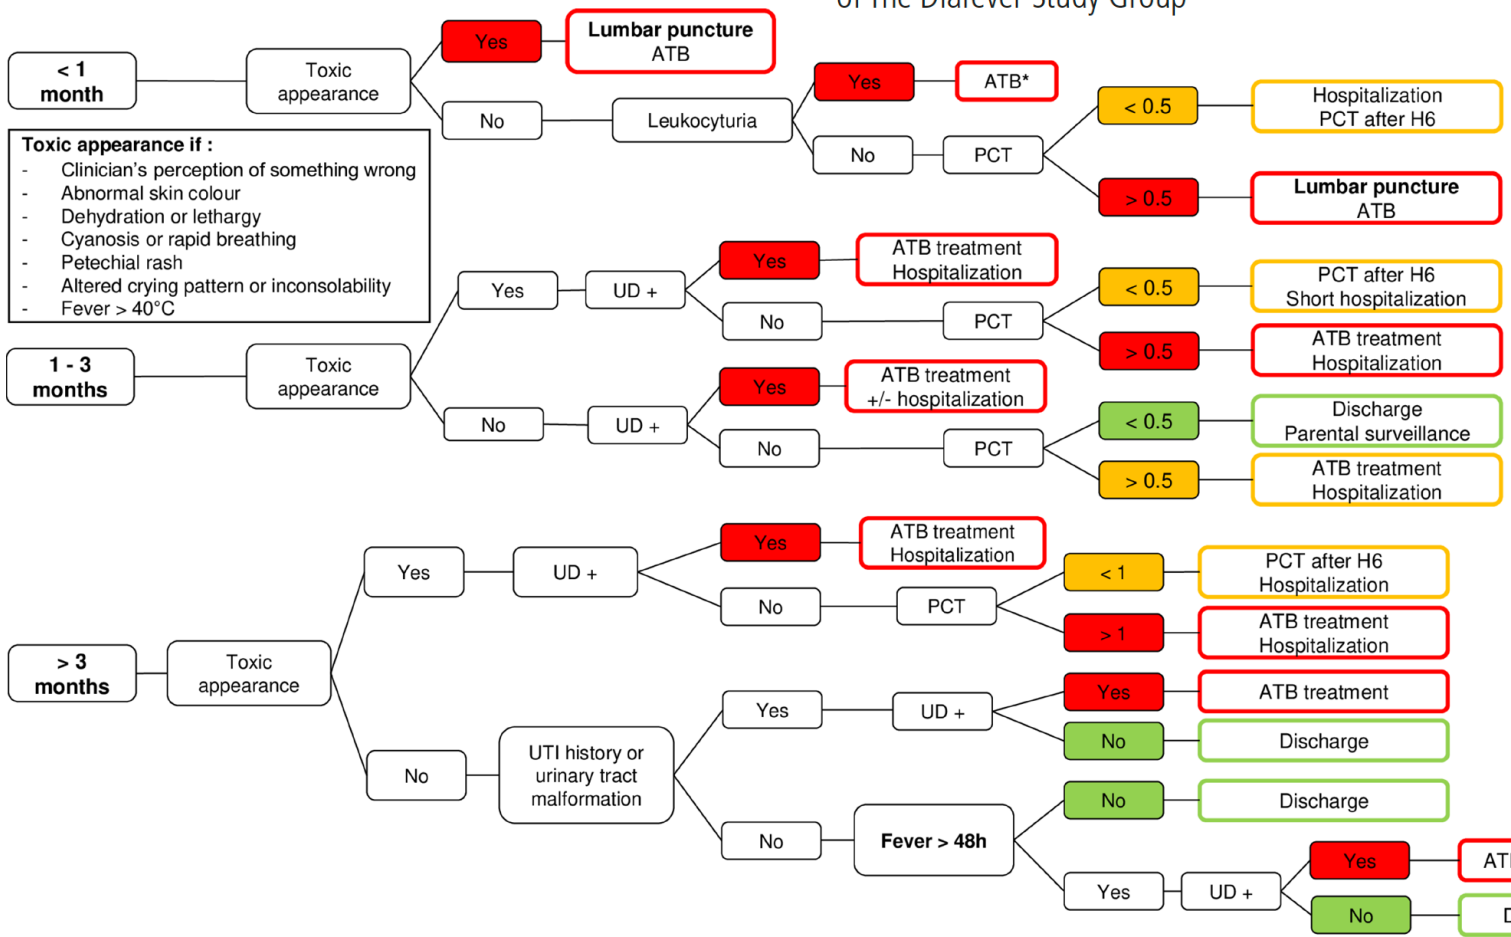 of The Diafever Study Group
< 1
month
Toxic
appearance
Yes
Lumbar puncture
ATB
No
Leukocyturia
Yes
ATB*
No
PCT
< 0.5
Hospitalization
PCT after H6
> 0.5
Lumbar puncture
ATB
Toxic appearance if :
- Clinician's perception of something wrong
- Abnormal skin colour
- Dehydration or lethargy
- Cyanosis or rapid breathing
- Petechial rash
- Altered crying pattern or inconsolability
- Fever > 40°C
1 - 3
months
Toxic
appearance
Yes
UD +
Yes
ATB treatment
Hospitalization
No
PCT
< 0.5
PCT after H6
Short hospitalization
> 0.5
ATB treatment
Hospitalization
No
UD +
Yes
ATB treatment
+/- hospitalization
No
PCT
< 0.5
Discharge
Parental surveillance
> 0.5
ATB treatment
Hospitalization
> 3
months
Toxic
appearance
Yes
UD +
Yes
ATB treatment
Hospitalization
No
PCT
< 1
PCT after H6
Hospitalization
> 1
ATB treatment
Hospitalization
No
UTI history or
urinary tract
malformation
Yes
UD +
Yes
ATB treatment
No
Discharge
No
Fever > 48h
No
Discharge
Yes
UD +
Yes
No